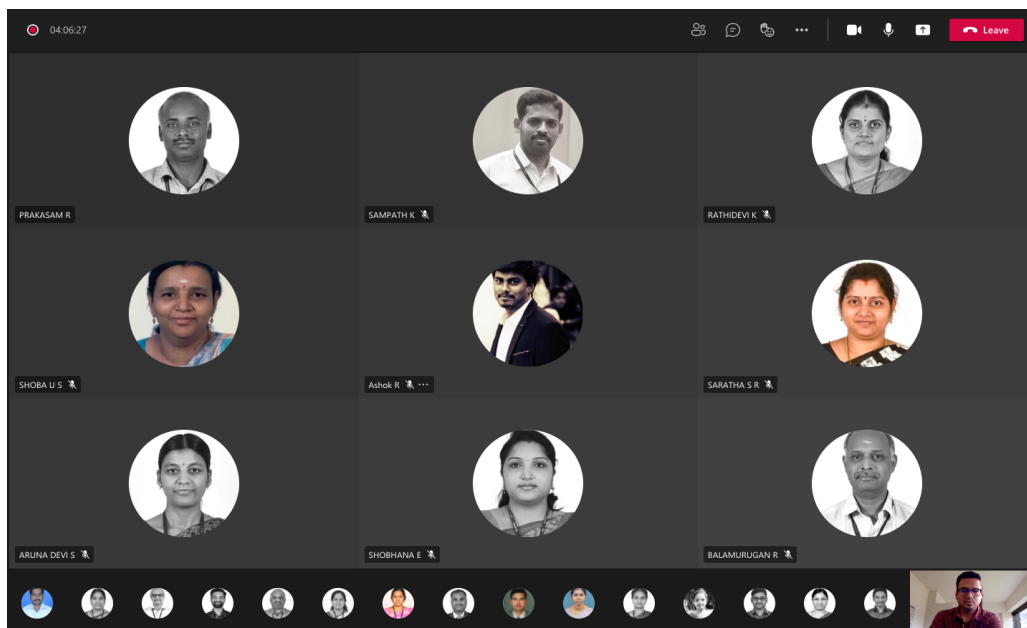 04:06:27
Leave
PRAKASAM R
SAMPATH K
RATHIDEVI K
SHOBA U S
Ashok R
SARATHA S R
ARUNA DEVI S
SHOBHANA E
BALAMURUGAN R